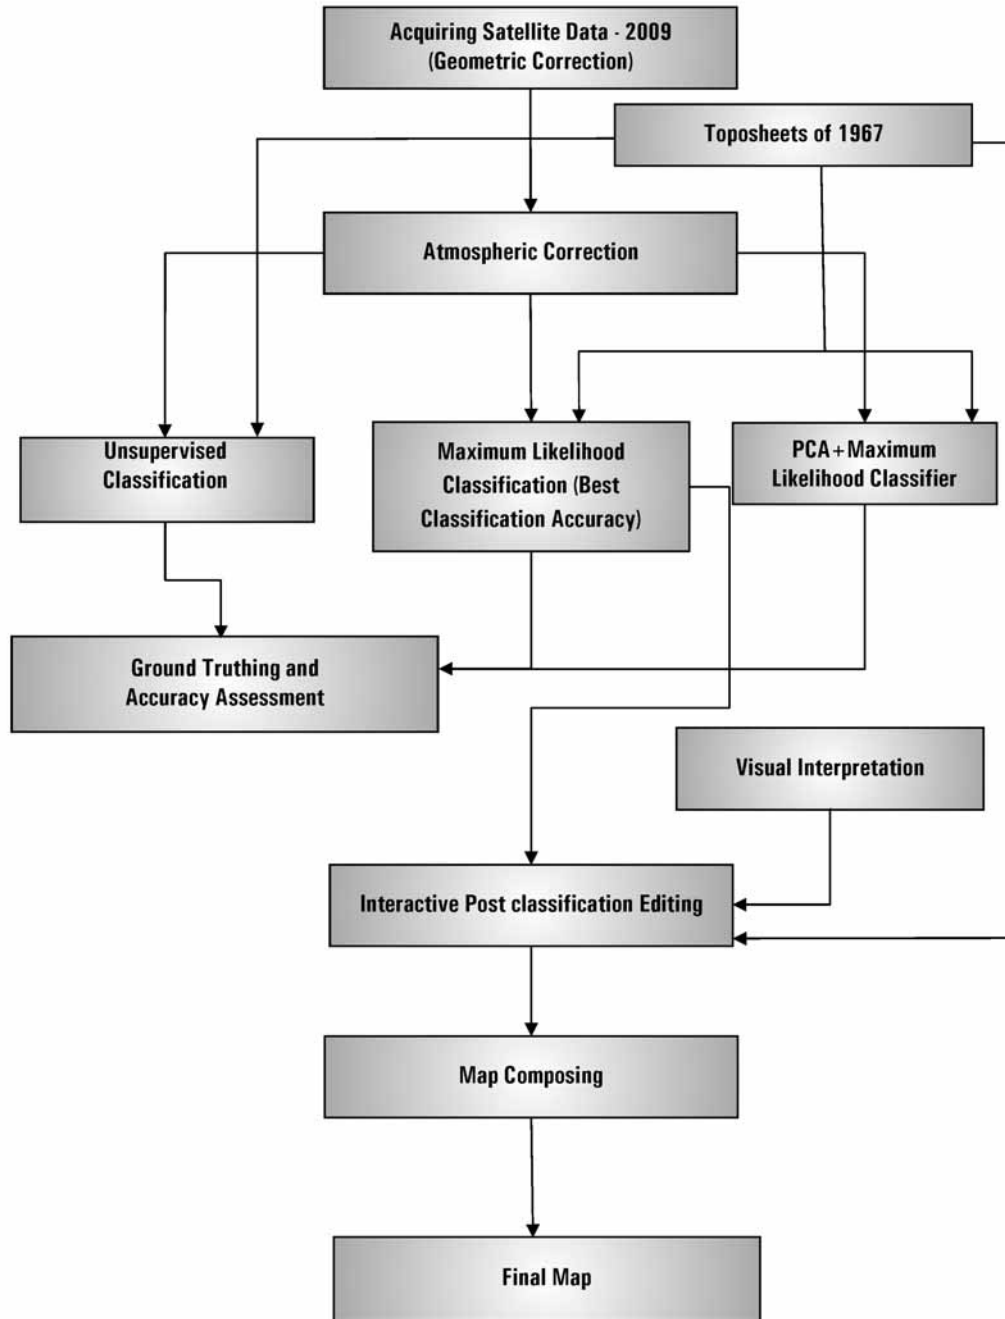 Acquiring Satellite Data - 2009
(Geometric Correction)
Toposheets of 1967
Atmospheric Correction
Unsupervised
Classification
Maximum Likelihood
Classification (Best
Classification Accuracy)
PCA+Maximum
Likelihood Classifier
Ground Truthing and
Accuracy Assessment
Visual Interpretation
Interactive Post classification Editing
Map Composing
Final Map